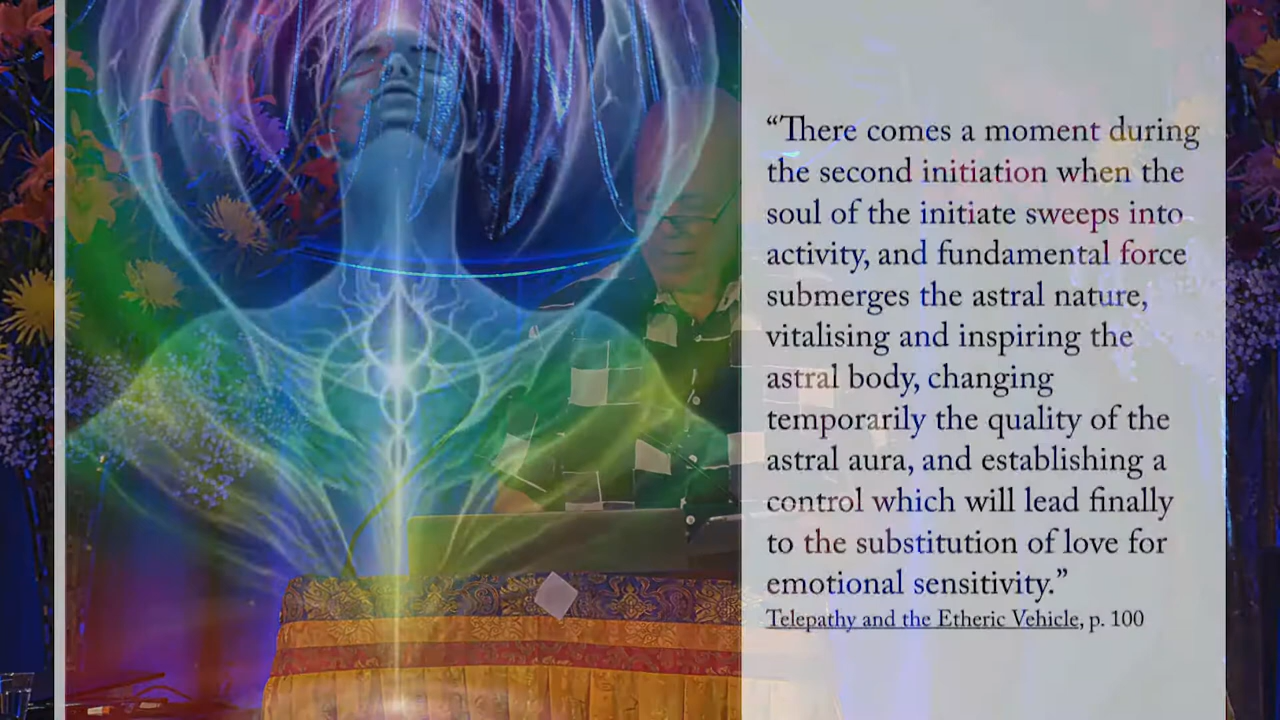 “There comes a moment during
the second initiation when the
soul of the initiate sweeps into
activity, and fundamental force
submerges the astral nature,
vitalising and inspiring the
astral body, changing
temporarily the quality of the
astral aura, and establishing a
control which will lead finally
to the substitution of love for
emotional sensitivity.”
Telepathy and the Etheric Vehicle, p. 100